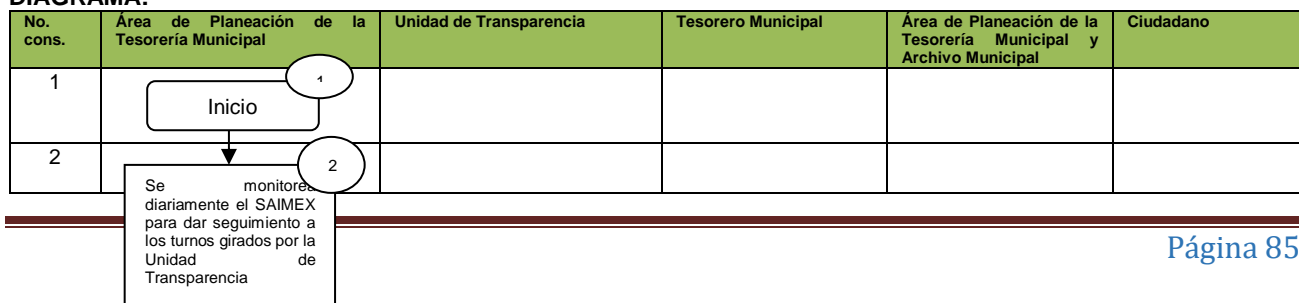 DIAGRAMA:
No. cons. Área de Planeación de la Tesorería Municipal Unidad de Transparencia Tesorero Municipal Área de Planeación de la Tesorería Municipal y Archivo Municipal Ciudadano
1
1
Inicio
2
2
Se monitorea
diariamente el SAIMEX
para dar seguimiento a
los turnos girados por la
Unidad de
Transparencia
Página 85